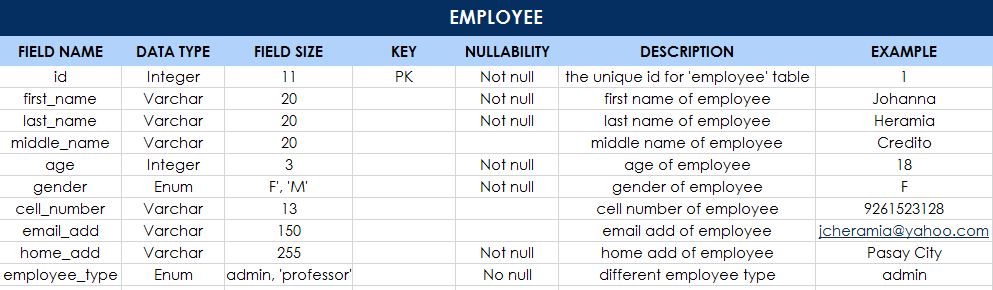 EMPLOYEE
FIELD NAME DATA TYPE FIELD SIZE KEY NULLABILITY DESCRIPTION EXAMPLE
id Integer 11 PK Not null the unique id for 'employee' table 1
first_name Varchar 20 Not null first name of employee Johanna
last_name Varchar 20 Not null last name of employee Heramia
middle_name Varchar 20 middle name of employee Credito
age Integer 3 Not null age of employee 18
gender Enum F', 'M' Not null gender of employee F
cell_number Varchar 13 cell number of employee 9261523128
email_add Varchar 150 email add of employee jcheramia@yahoo.com
home_add Varchar 255 Not null home add of employee Pasay City
employee_type Enum admin, 'professor' No null different employee type admin